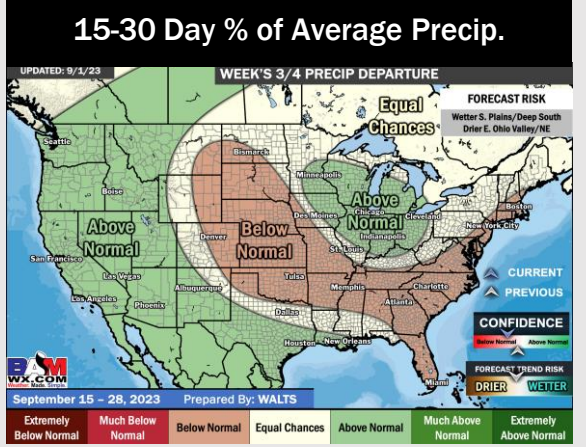 15-30 Day % of Average Precip.
UPDATED: 9/1/23
WEEK'S 3/4 PRECIP DEPARTURE
Equal
Chances
FORECAST RISK
Wetter S. Plains/Deep South
Drier E. Ohio Valley/NE
Seattle
Bismarck
Minneapolis
Boise
Above
Normal
Chicago
Cleveland
Boston
New York City
Des Moines
Indianapolis
Above
Normal
Below
Normal
Denver
St. Louis
San Francisco
Las Vegas
Los Angeles
Phoenix
Albuquerque
Tulsa
Memphis
Charlotte
Atlanta
Dallas
Houston
New Orleans
Miami
CURRENT
PREVIOUS
CONFIDENCE
Below Normal
Above Normal
FORECAST TREND RISK
DRIER
WETTER
BAM
WX.COM
Weather Made Simple
September 15 – 28, 2023
Prepared By: WALTS
Extremely
Below Normal
Much Below
Normal
Below Normal
Equal Chances
Above Normal
Much Above
Normal
Extremely
Above Normal